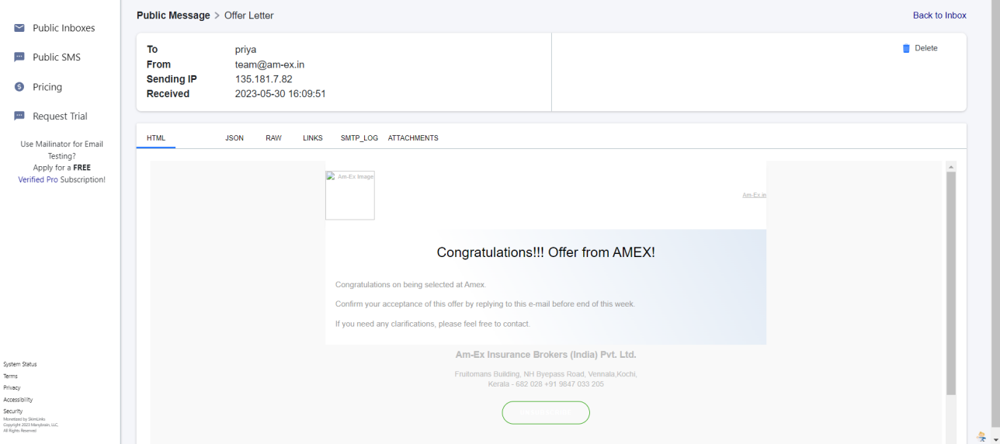 Public Message > Offer Letter
Back to Inbox
Public Inboxes
Public SMS
Pricing
Request Trial
Use Mailinator for Email
Testing?
Apply for a FREE
Verified Pro Subscription!
To priya
From team@am-ex.in
Sending IP 135.181.7.82
Received 2023-05-30 16:09:51
Delete
HTML JSON RAW LINKS SMTP_LOG ATTACHMENTS
Am-Ex Image
Am-Ex.in
Congratulations!!! Offer from AMEX!
Congratulations on being selected at Amex.
Confirm your acceptance of this offer by replying to this e-mail before end of this week.
If you need any clarifications, please feel free to contact.
Am-Ex Insurance Brokers (India) Pvt. Ltd.
Fruitomans Building, NH Byepass Road, Vennala,Kochi,
Kerala - 682 028 +91 9847 033 205
System Status
Terms
Privacy
Accessibility
Security
Monetized by SkimLinks
Copyright 2023 Manybrain, LLC,
All Rights Reserved